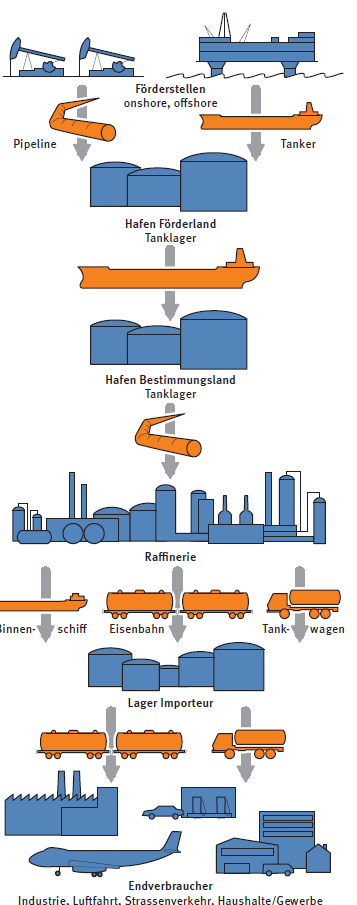 Förderstellen
onshore, offshore
Pipeline
Tanker
Hafen Förderland
Tanklager
Hafen Bestimmungsland
Tanklager
Raffinerie
Binnen- schiff Eisenbahn Tank- wagen
Lager Importeur
Endverbraucher
Industrie, Luftfahrt, Strassenverkehr, Haushalte/Gewerbe